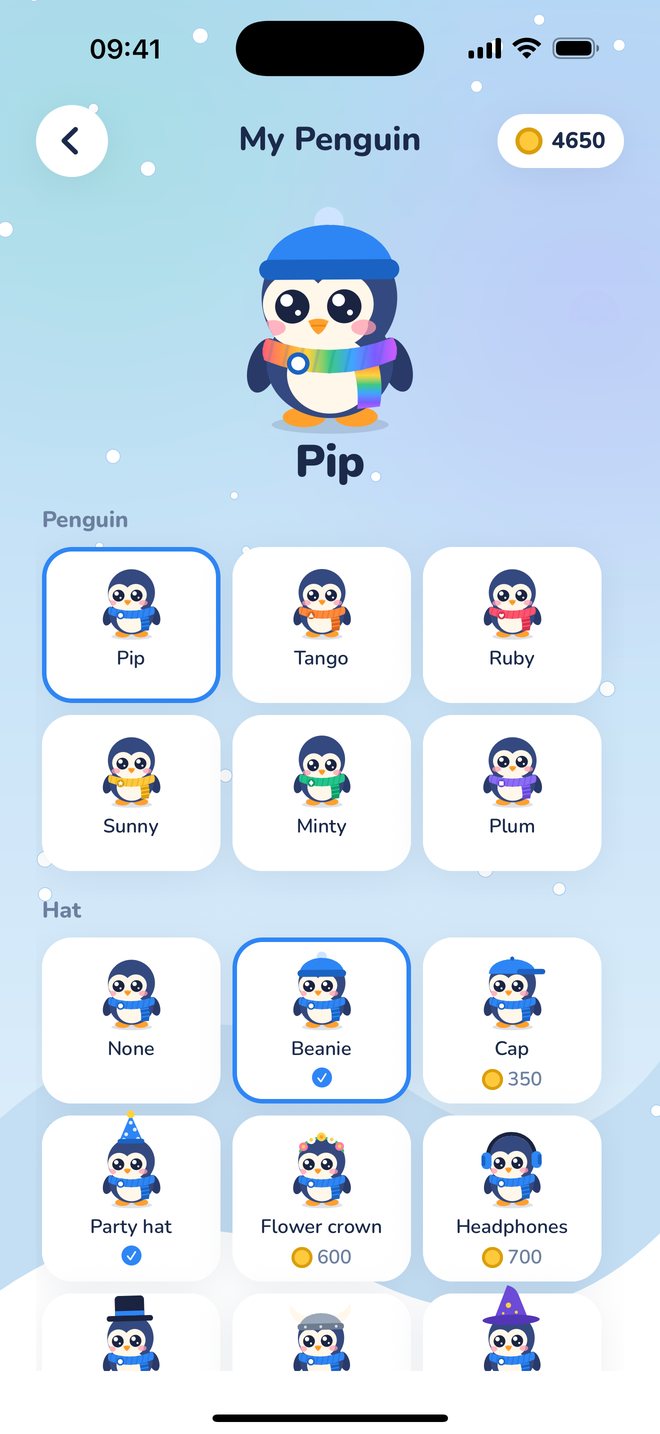 09:41
My Penguin
4650
Pip
Penguin
Pip
Tango
Ruby
Sunny
Minty
Plum
Hat
None
Beanie
Cap
350
Party hat
Flower crown
Headphones
600
700